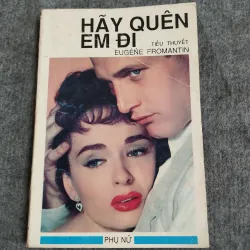 HÃY QUÊN
EM ĐI
TIỂU THUYẾT
EUGÈNE FROMANTIN
PHỤ NỮ